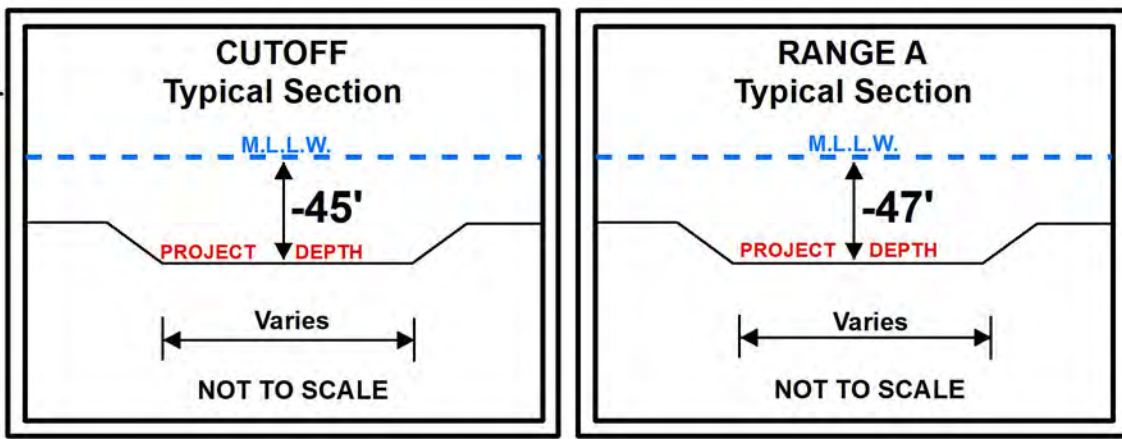 CUTOFF
Typical Section
M.L.L.W.
-45'
PROJECT DEPTH
Varies
NOT TO SCALE
RANGE A
Typical Section
M.L.L.W.
-47'
PROJECT DEPTH
Varies
NOT TO SCALE